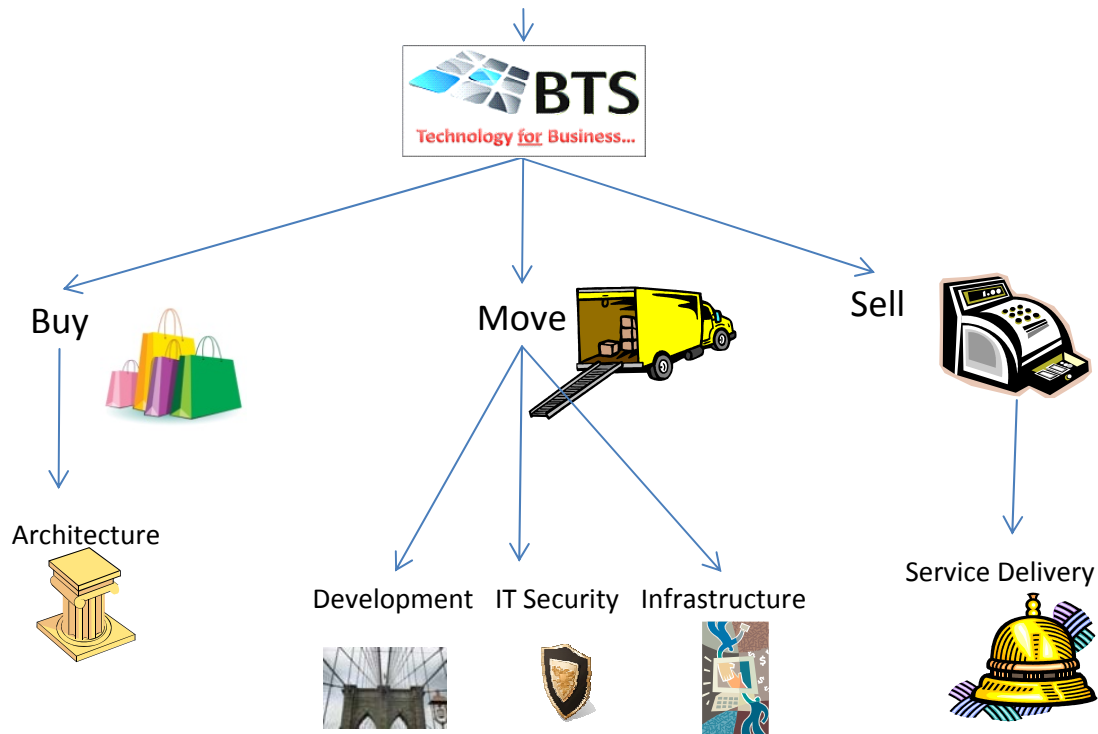 BTS
Technology for Business...
Buy
Move
Sell
Architecture
Development
IT Security
Infrastructure
Service Delivery